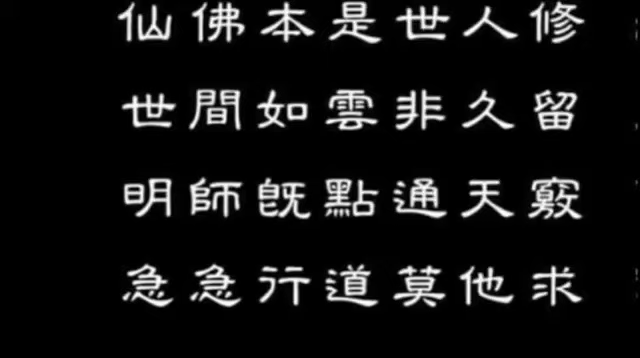 仙佛本是世人修
世間如雲非久留
明師既點通天竅
急急行道莫他求